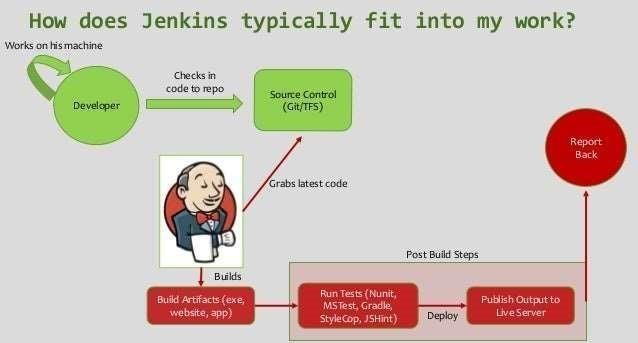 How does Jenkins typically fit into my work?
Works on his machine
Developer
Checks in
code to repo
Source Control
(Git/TFS)
Report
Back
Grabs latest code
Post Build Steps
Builds
Build Artifacts (exe,
website, app)
Run Tests (Nunit,
MSTest, Gradle,
StyleCop, JSHint)
Deploy
Publish Output to
Live Server